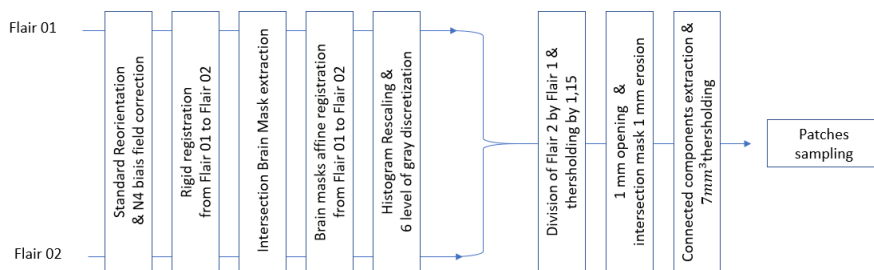 Flair 01
Standard Reorientation
& N4 biais field correction
Rigid registration
from Flair 01 to Flair 02
Intersection Brain Mask extraction
Brain masks affine registration
from Flair 01 to Flair 02
Histogram Rescaling &
6 level of gray discretization
Division of Flair 2 by Flair 1 &
thersholding by 1,15
1 mm opening &
intersection mask 1 mm erosion
Connected components extraction &
7mm³thersholding
Patches
sampling
Flair 02